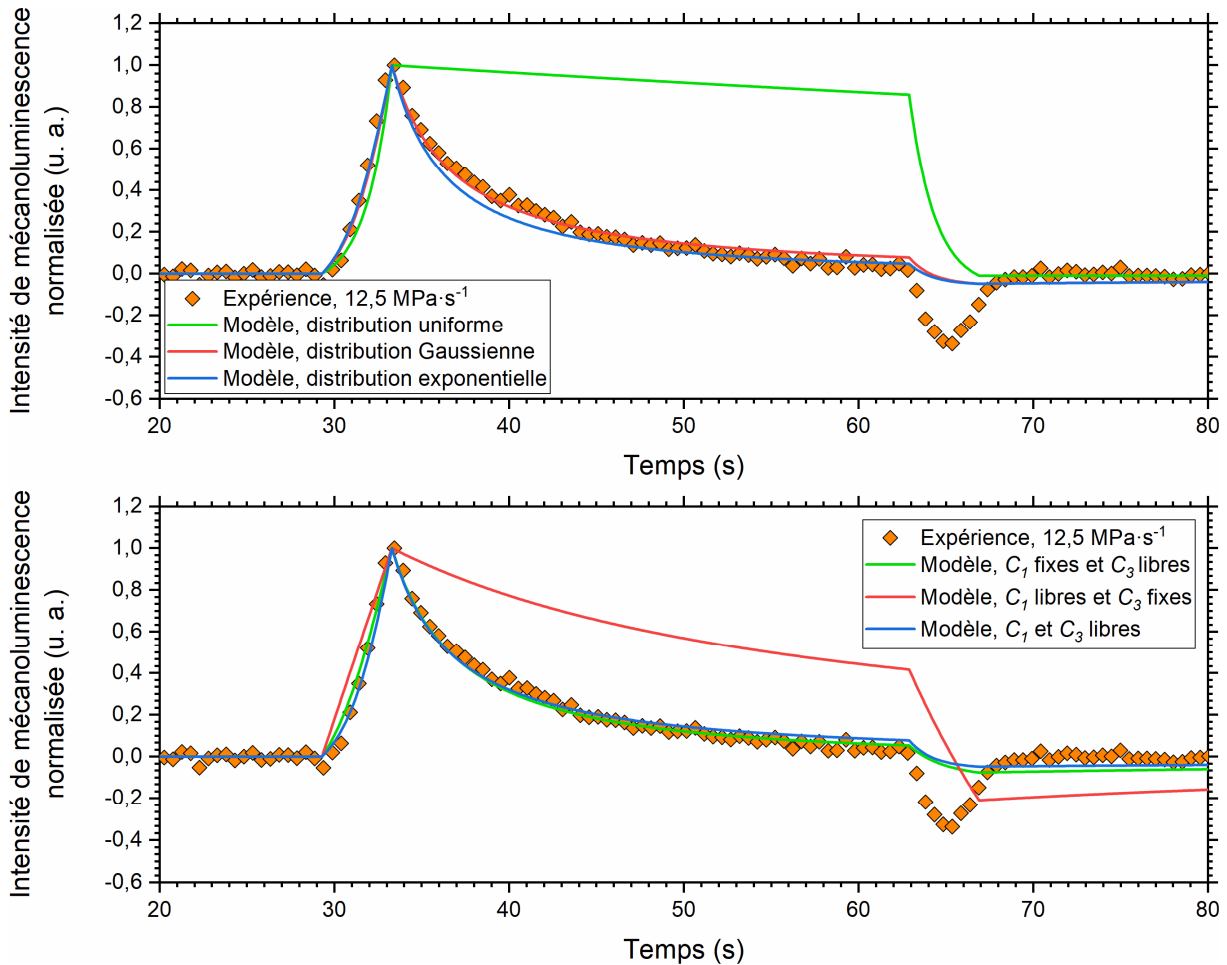 Intensité de mécanoluminescence
normalisée (u. a.)
1,2
1,0
0,8
0,6
0,4
0,2
0,0
-0,2
-0,4
-0,6
Expérience, 12,5 MPa·s⁻¹
Modèle, distribution uniforme
Modèle, distribution Gaussienne
Modèle, distribution exponentielle
20 30 40 50 60 70 80
Temps (s)
Intensité de mécanoluminescence
normalisée (u. a.)
1,2
1,0
0,8
0,6
0,4
0,2
0,0
-0,2
-0,4
-0,6
Expérience, 12,5 MPa·s⁻¹
Modèle, C₁ fixes et C₃ libres
Modèle, C₁ libres et C₃ fixes
Modèle, C₁ et C₃ libres
20 30 40 50 60 70 80
Temps (s)